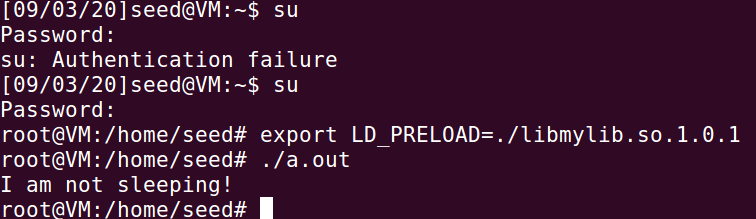 [09/03/20]seed@VM:~$ su
Password:
su: Authentication failure
[09/03/20]seed@VM:~$ su
Password:
root@VM:/home/seed# export LD_PRELOAD=./libmylib.so.1.0.1
root@VM:/home/seed# ./a.out
I am not sleeping!
root@VM:/home/seed#